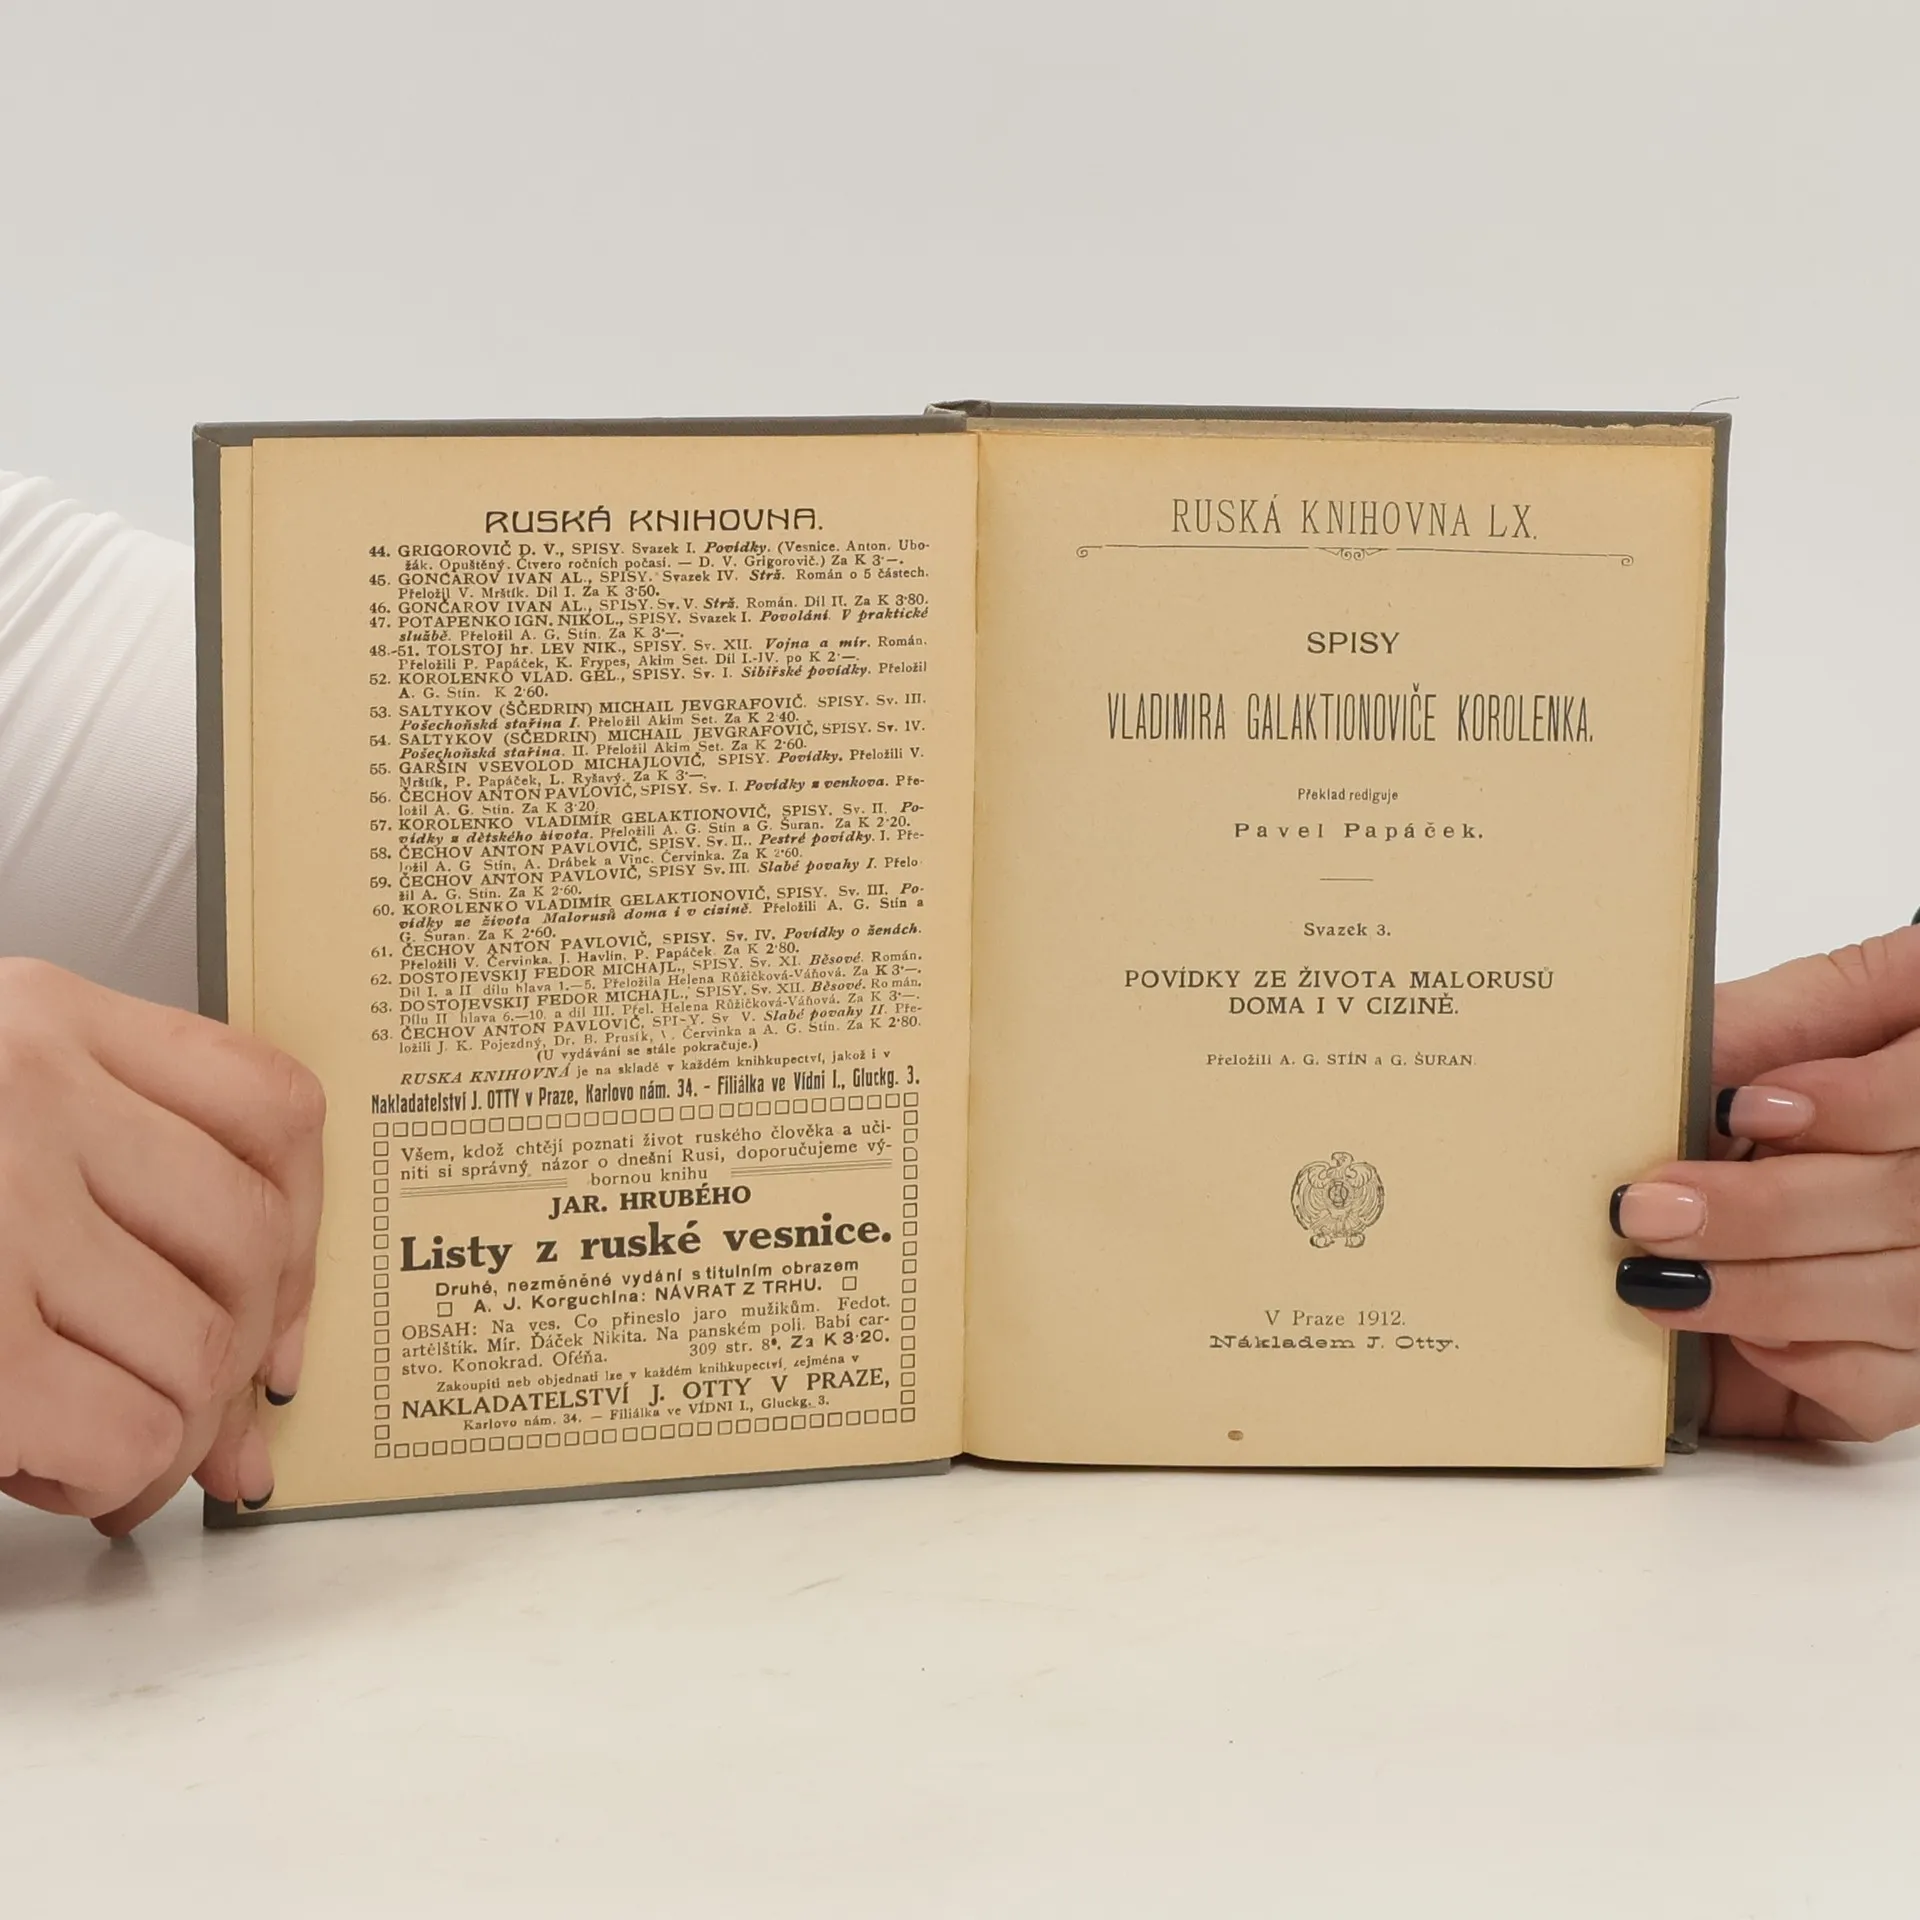 RUSKÁ KNIHOVNA.
44. GRIGOROVIČ D. V., SPISY. Svazek I. Povídky. (Vesnice. Anton. Ubo-
žák. Opuštěný. Čtvero ročních počasí. — D. V. Grigorovič.) Za K 3·—.
45. GONČAROV IVAN AL., SPISY. Svazek IV. Strž. Román o 5 částech.
Přeložil V. Mrštík. Díl I. Za K 3·50.
46. GONČAROV IVAN AL., SPISY. Sv. V. Strž. Román. Díl II. Za K 3·80.
47. POTAPENKO IGN. NIKOL., SPISY. Svazek I. Povolání. V praktické
službě. Přeložil A. G. Stín. Za K 3·—.
48.-51. TOLSTOJ hr. LEV NIK., SPISY. Sv. XII. Vojna a mír. Román.
Přeložili P. Papáček, K. Frypes, Akim Set. Díl I.-IV. po K 2·—.
52. KOROLENKO VLAD. GEL., SPISY. Sv. I. Sibiřské povídky. Přeložil
A. G. Stín. K 2·60.
53. SALTYKOV (ŠČEDRIN) MICHAIL JEVGRAFOVIČ. SPISY. Sv. III.
Pošechoňská stařina I. Přeložil Akim Set. Za K 2·40.
54. SALTYKOV (SČEDRIN) MICHAIL JEVGRAFOVIČ, SPISY. Sv. IV.
Pošechoňská stařina. II. Přeložil Akim Set. Za K 2·60.
55. GARŠIN VSEVOLOD MICHAJLOVIČ, SPISY. Povídky. Přeložili V.
Mrštík, P. Papáček, L. Ryšavý. Za K 3·—.
56. ČECHOV ANTON PAVLOVIČ, SPISY. Sv. I. Povídky z venkova. Pře-
ložil A. G. Stín. Za K 3·20.
57. KOROLENKO VLADIMÍR GELAKTIONOVIČ, SPISY. Sv. II. Po-
vídky z dětského života. Přeložili A. G. Stín a G. Šuran. Za K 2·20.
58. ČECHOV ANTON PAVLOVIČ, SPISY. Sv. II.. Pestré povídky. I. Pře-
ložil A. G Stín, A. Drábek a Vinc. Červinka. Za K 2·60.
59. ČECHOV ANTON PAVLOVIČ, SPISY Sv. III. Slabé povahy I. Přelo-
žil A. G. Stín. Za K 2·60.
60. KOROLENKO VLADIMÍR GELAKTIONOVIČ, SPISY. Sv. III. Po-
vídky ze života Malorusů doma i v cizině. Přeložili A. G. Stín a
G. Šuran. Za K 2·60.
61. ČECHOV ANTON PAVLOVIČ, SPISY. Sv. IV. Povídky o ženách.
Přeložili V. Červinka, J. Havlín, P. Papáček. Za K 2·80.
62. DOSTOJEVSKIJ FEDOR MICHAJL., SPISY. Sv. XI. Běsové. Román.
Díl I. a II dílu hlava 1.—5. Přeložila Helena Růžičková-Váňová. Za K 3·—.
63. DOSTOJEVSKIJ FEDOR MICHAJL., SPISY. Sv. XII. Běsové. Román.
Dílu II hlava 6.—10. a díl III. Přel. Helena Růžičková-Váňová. Za K 3·—.
63. ČECHOV ANTON PAVLOVIČ, SPISY. Sv V. Slabé povahy II. Pře-
ložili J. K. Pojezdný, Dr. B. Prusík, V. Červinka a A. G. Stín. Za K 2·80.
(U vydávání se stále pokračuje.)
RUSKA KNIHOVNA je na skladě v každém knihkupectví, jakož i v
Nakladatelství J. OTTY v Praze, Karlovo nám. 34. - Filiálka ve Vídni I., Gluckg. 3.
Všem, kdož chtějí poznati život ruského člověka a uči-
niti si správný názor o dnešní Rusi, doporučujeme vý-
bornou knihu
JAR. HRUBÉHO
Listy z ruské vesnice.
Druhé, nezměněné vydání s titulním obrazem
A. J. Korguchina: NÁVRAT Z TRHU.
OBSAH: Na ves. Co přineslo jaro mužikům. Fedot.
artělštík. Mír. Ďáček Nikita. Na panském poli. Babí car-
stvo. Konokrad. Oféňa. 309 str. 8°. Za K 3·20.
Zakoupiti neb objednati lze v každém knihkupectví, zejména v
NAKLADATELSTVÍ J. OTTY V PRAZE,
Karlovo nám. 34. — Filiálka ve VÍDNI I., Gluckg. 3.
RUSKÁ KNIHOVNA LX.
SPISY
VLADIMIRA GALAKTIONOVIČE KOROLENKA.
Překlad rediguje
Pavel Papáček.
Svazek 3.
POVÍDKY ZE ŽIVOTA MALORUSŮ
DOMA I V CIZINĚ.
Přeložili A. G. STÍN a G. ŠURAN.
V Praze 1912.
Nákladem J. Otty.